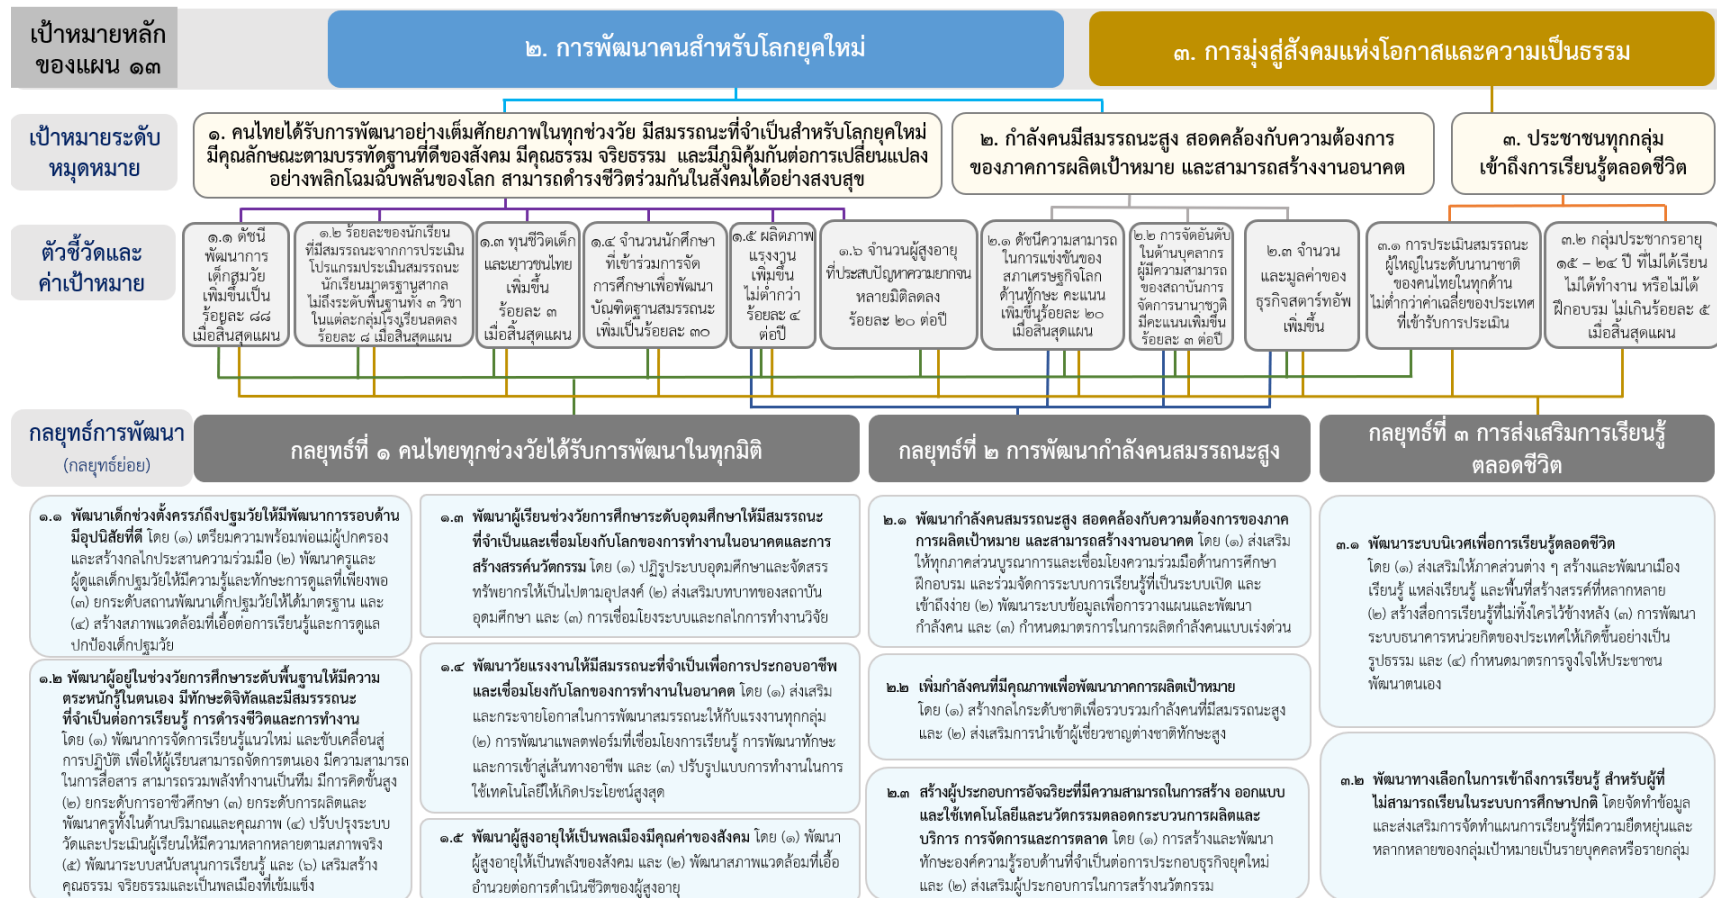 เป้าหมายหลัก
ของแผน ๑๓
๒. การพัฒนาคนสำหรับโลกยุคใหม่
๓. การมุ่งสู่สังคมแห่งโอกาสและความเป็นธรรม
เป้าหมายระดับ
หมุดหมาย
๑. คนไทยได้รับการพัฒนาอย่างเต็มศักยภาพในทุกช่วงวัย มีสมรรถนะที่จำเป็นสำหรับโลกยุคใหม่
มีคุณลักษณะตามบรรทัดฐานที่ดีของสังคม มีคุณธรรม จริยธรรม และมีภูมิคุ้มกันต่อการเปลี่ยนแปลง
อย่างพลิกโฉมฉับพลันของโลก สามารถดำรงชีวิตร่วมกันในสังคมได้อย่างสงบสุข
๒. กำลังคนมีสมรรถนะสูง สอดคล้องกับความต้องการ
ของภาคการผลิตเป้าหมาย และสามารถสร้างงานอนาคต
๓. ประชาชนทุกกลุ่ม
เข้าถึงการเรียนรู้ตลอดชีวิต
ตัวชี้วัดและ
ค่าเป้าหมาย
๑.๑ ดัชนี
พัฒนาการ
เด็กสมวัย
เพิ่มขึ้นเป็น
ร้อยละ ๘๘
เมื่อสิ้นสุดแผน
๑.๒ ร้อยละของนักเรียน
ที่มีสมรรถนะจากการประเมิน
โปรแกรมประเมินสมรรถนะ
นักเรียนมาตรฐานสากล
ไม่ถึงระดับพื้นฐานทั้ง ๓ วิชา
ในแต่ละกลุ่มโรงเรียนลดลง
ร้อยละ ๘ เมื่อสิ้นสุดแผน
๑.๓ ทุนชีวิตเด็ก
และเยาวชนไทย
เพิ่มขึ้น
ร้อยละ ๓
เมื่อสิ้นสุดแผน
๑.๔ จำนวนนักศึกษา
ที่เข้าร่วมการจัด
การศึกษาเพื่อพัฒนา
บัณฑิตฐานสมรรถนะ
เพิ่มเป็นร้อยละ ๓๐
๑.๕ ผลิตภาพ
แรงงาน
เพิ่มขึ้น
ไม่ต่ำกว่า
ร้อยละ ๔
ต่อปี
๑.๖ จำนวนผู้สูงอายุ
ที่ประสบปัญหาความยากจน
หลายมิติลดลง
ร้อยละ ๒๐ ต่อปี
๒.๑ ดัชนีความสามารถ
ในการแข่งขันของ
สภาเศรษฐกิจโลก
ด้านทักษะ คะแนน
เพิ่มขึ้นร้อยละ ๒๐
เมื่อสิ้นสุดแผน
๒.๒ การจัดอันดับ
ในด้านบุคลากร
ผู้มีความสามารถ
ของสถาบันการ
จัดการนานาชาติ
มีคะแนนเพิ่มขึ้น
ร้อยละ ๓ ต่อปี
๒.๓ จำนวน
และมูลค่าของ
ธุรกิจสตาร์ทอัพ
เพิ่มขึ้น
๓.๑ การประเมินสมรรถนะ
ผู้ใหญ่ในระดับนานาชาติ
ของคนไทยในทุกด้าน
ไม่ต่ำกว่าค่าเฉลี่ยของประเทศ
ที่เข้ารับการประเมิน
๓.๒ กลุ่มประชากรอายุ
๑๕ – ๒๔ ปี ที่ไม่ได้เรียน
ไม่ได้ทำงาน หรือไม่ได้
ฝึกอบรม ไม่เกินร้อยละ ๕
เมื่อสิ้นสุดแผน
กลยุทธ์การพัฒนา
(กลยุทธ์ย่อย)
กลยุทธ์ที่ ๑ คนไทยทุกช่วงวัยได้รับการพัฒนาในทุกมิติ
กลยุทธ์ที่ ๒ การพัฒนากำลังคนสมรรถนะสูง
กลยุทธ์ที่ ๓ การส่งเสริมการเรียนรู้
ตลอดชีวิต
๑.๑ พัฒนาเด็กช่วงตั้งครรภ์ถึงปฐมวัยให้มีพัฒนาการรอบด้าน
มีอุปนิสัยที่ดี โดย (๑) เตรียมความพร้อมพ่อแม่ผู้ปกครอง
และสร้างกลไกประสานความร่วมมือ (๒) พัฒนาครูและ
ผู้ดูแลเด็กปฐมวัยให้มีความรู้และทักษะการดูแลที่เพียงพอ
(๓) ยกระดับสถานพัฒนาเด็กปฐมวัยให้ได้มาตรฐาน และ
(๔) สร้างสภาพแวดล้อมที่เอื้อต่อการเรียนรู้และการดูแล
ปกป้องเด็กปฐมวัย
๑.๒ พัฒนาผู้อยู่ในช่วงวัยการศึกษาระดับพื้นฐานให้มีความ
ตระหนักรู้ในตนเอง มีทักษะดิจิทัลและมีสมรรรถนะ
ที่จำเป็นต่อการเรียนรู้ การดำรงชีวิตและการทำงาน
โดย (๑) พัฒนาการจัดการเรียนรู้แนวใหม่ และขับเคลื่อนสู่
การปฏิบัติ เพื่อให้ผู้เรียนสามารถจัดการตนเอง มีความสามารถ
ในการสื่อสาร สามารถรวมพลังทำงานเป็นทีม มีการคิดขั้นสูง
(๒) ยกระดับการอาชีวศึกษา (๓) ยกระดับการผลิตและ
พัฒนาครูทั้งในด้านปริมาณและคุณภาพ (๔) ปรับปรุงระบบ
วัดและประเมินผู้เรียนให้มีความหลากหลายตามสภาพจริง
(๕) พัฒนาระบบสนับสนุนการเรียนรู้ และ (๖) เสริมสร้าง
คุณธรรม จริยธรรมและเป็นพลเมืองที่เข้มแข็ง
๑.๓ พัฒนาผู้เรียนช่วงวัยการศึกษาระดับอุดมศึกษาให้มีสมรรถนะ
ที่จำเป็นและเชื่อมโยงกับโลกของการทำงานในอนาคตและการ
สร้างสรรค์นวัตกรรม โดย (๑) ปฏิรูประบบอุดมศึกษาและจัดสรร
ทรัพยากรให้เป็นไปตามอุปสงค์ (๒) ส่งเสริมบทบาทของสถาบัน
อุดมศึกษา และ (๓) การเชื่อมโยงระบบและกลไกการทำงานวิจัย
๑.๔ พัฒนาวัยแรงงานให้มีสมรรถนะที่จำเป็นเพื่อการประกอบอาชีพ
และเชื่อมโยงกับโลกของการทำงานในอนาคต โดย (๑) ส่งเสริม
และกระจายโอกาสในการพัฒนาสมรรถนะให้กับแรงงานทุกกลุ่ม
(๒) การพัฒนาแพลตฟอร์มที่เชื่อมโยงการเรียนรู้ การพัฒนาทักษะ
และการเข้าสู่เส้นทางอาชีพ และ (๓) ปรับรูปแบบการทำงานในการ
ใช้เทคโนโลยีให้เกิดประโยชน์สูงสุด
๑.๕ พัฒนาผู้สูงอายุให้เป็นพลเมืองมีคุณค่าของสังคม โดย (๑) พัฒนา
ผู้สูงอายุให้เป็นพลังของสังคม และ (๒) พัฒนาสภาพแวดล้อมที่เอื้อ
อำนวยต่อการดำเนินชีวิตของผู้สูงอายุ
๒.๑ พัฒนากำลังคนสมรรถนะสูง สอดคล้องกับความต้องการของภาค
การผลิตเป้าหมาย และสามารถสร้างงานอนาคต โดย (๑) ส่งเสริม
ให้ทุกภาคส่วนบูรณาการและเชื่อมโยงความร่วมมือด้านการศึกษา
ฝึกอบรม และร่วมจัดการระบบการเรียนรู้ที่เป็นระบบเปิด และ
เข้าถึงง่าย (๒) พัฒนาระบบข้อมูลเพื่อการวางแผนและพัฒนา
กำลังคน และ (๓) กำหนดมาตรการในการผลิตกำลังคนแบบเร่งด่วน
๒.๒ เพิ่มกำลังคนที่มีคุณภาพเพื่อพัฒนาภาคการผลิตเป้าหมาย
โดย (๑) สร้างกลไกระดับชาติเพื่อรวบรวมกำลังคนที่มีสมรรถนะสูง
และ (๒) ส่งเสริมการนำเข้าผู้เชี่ยวชาญต่างชาติทักษะสูง
๒.๓ สร้างผู้ประกอบการอัจฉริยะที่มีความสามารถในการสร้าง ออกแบบ
และใช้เทคโนโลยีและนวัตกรรมตลอดกระบวนการผลิตและ
บริการ การจัดการและการตลาด โดย (๑) การสร้างและพัฒนา
ทักษะองค์ความรู้รอบด้านที่จำเป็นต่อการประกอบธุรกิจยุคใหม่
และ (๒) ส่งเสริมผู้ประกอบการในการสร้างนวัตกรรม
๓.๑ พัฒนาระบบนิเวศเพื่อการเรียนรู้ตลอดชีวิต
โดย (๑) ส่งเสริมให้ภาคส่วนต่าง ๆ สร้างและพัฒนาเมือง
เรียนรู้ แหล่งเรียนรู้ และพื้นที่สร้างสรรค์ที่หลากหลาย
(๒) สร้างสื่อการเรียนรู้ที่ไม่ทิ้งใครไว้ข้างหลัง (๓) การพัฒนา
ระบบธนาคารหน่วยกิตของประเทศให้เกิดขึ้นอย่างเป็น
รูปธรรม และ (๔) กำหนดมาตรการจูงใจให้ประชาชน
พัฒนาตนเอง
๓.๒ พัฒนาทางเลือกในการเข้าถึงการเรียนรู้ สำหรับผู้ที่
ไม่สามารถเรียนในระบบการศึกษาปกติ โดยจัดทำข้อมูล
และส่งเสริมการจัดทำแผนการเรียนรู้ที่มีความยืดหยุ่นและ
หลากหลายของกลุ่มเป้าหมายเป็นรายบุคคลหรือรายกลุ่ม